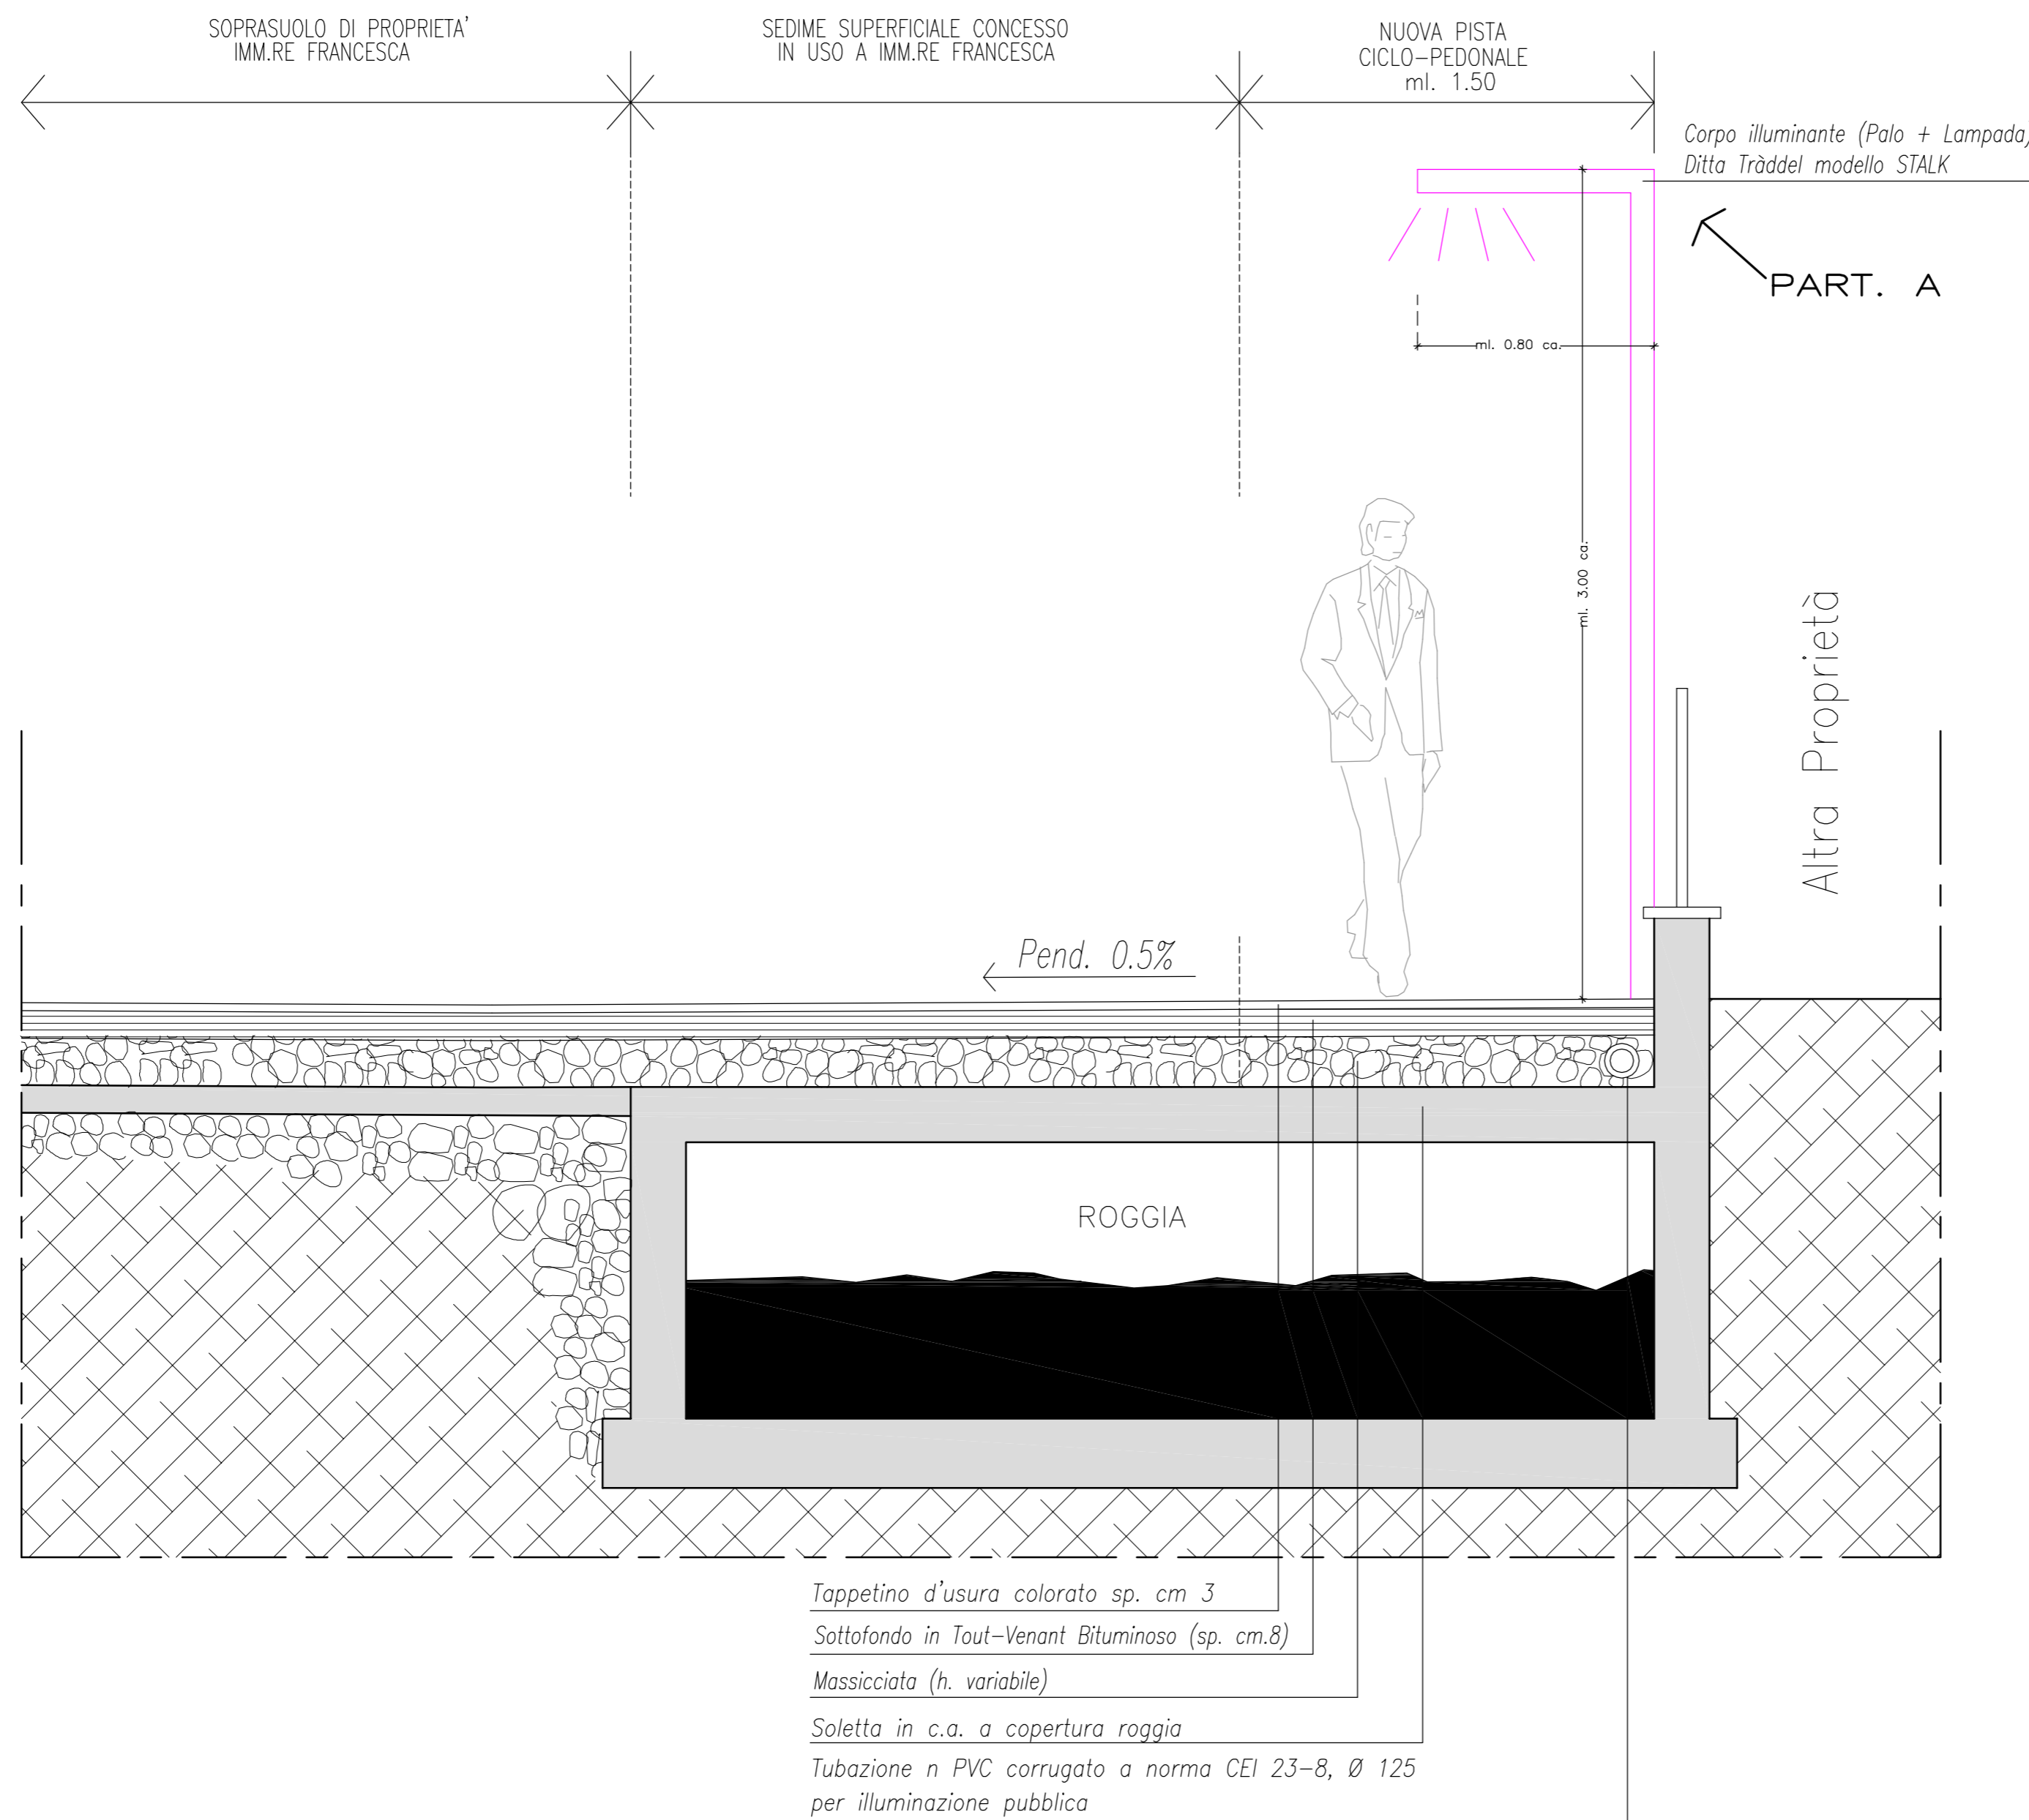 SOPRASUOLO DI PROPRIETA'
IMM.RE FRANCESCA
SEDIME SUPERFICIALE CONCESSO
IN USO A IMM.RE FRANCESCA
NUOVA PISTA
CICLO-PEDONALE
ml. 1.50
Corpo illuminante (Palo + Lampada)
Ditta Tràddel modello STALK
PART. A
ml. 0.80 ca.
ml. 3.00 ca.
Altra Proprietà
Pend. 0.5%
ROGGIA
Tappetino d'usura colorato sp. cm 3
Sottofondo in Tout-Venant Bituminoso (sp. cm.8)
Massicciata (h. variabile)
Soletta in c.a. a copertura roggia
Tubazione n PVC corrugato a norma CEI 23-8, Ø 125
per illuminazione pubblica